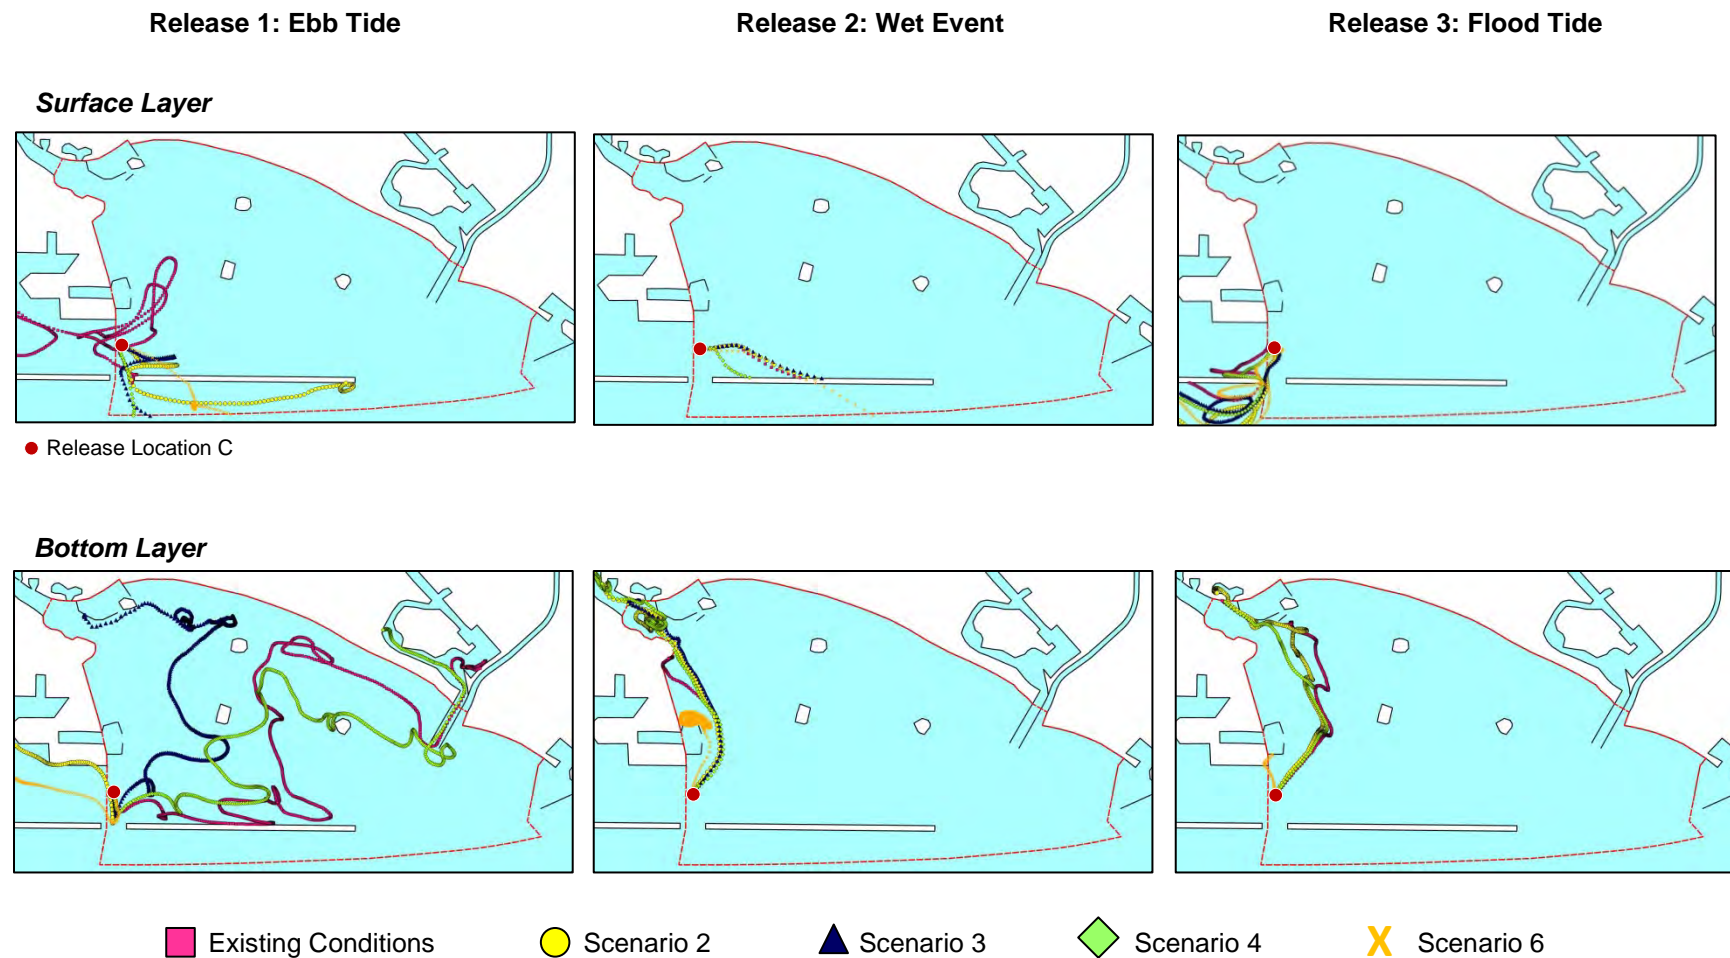 Release 1: Ebb Tide
Release 2: Wet Event
Release 3: Flood Tide
Surface Layer
Release Location C
Bottom Layer
Existing Conditions
Scenario 2
Scenario 3
Scenario 4
X Scenario 6